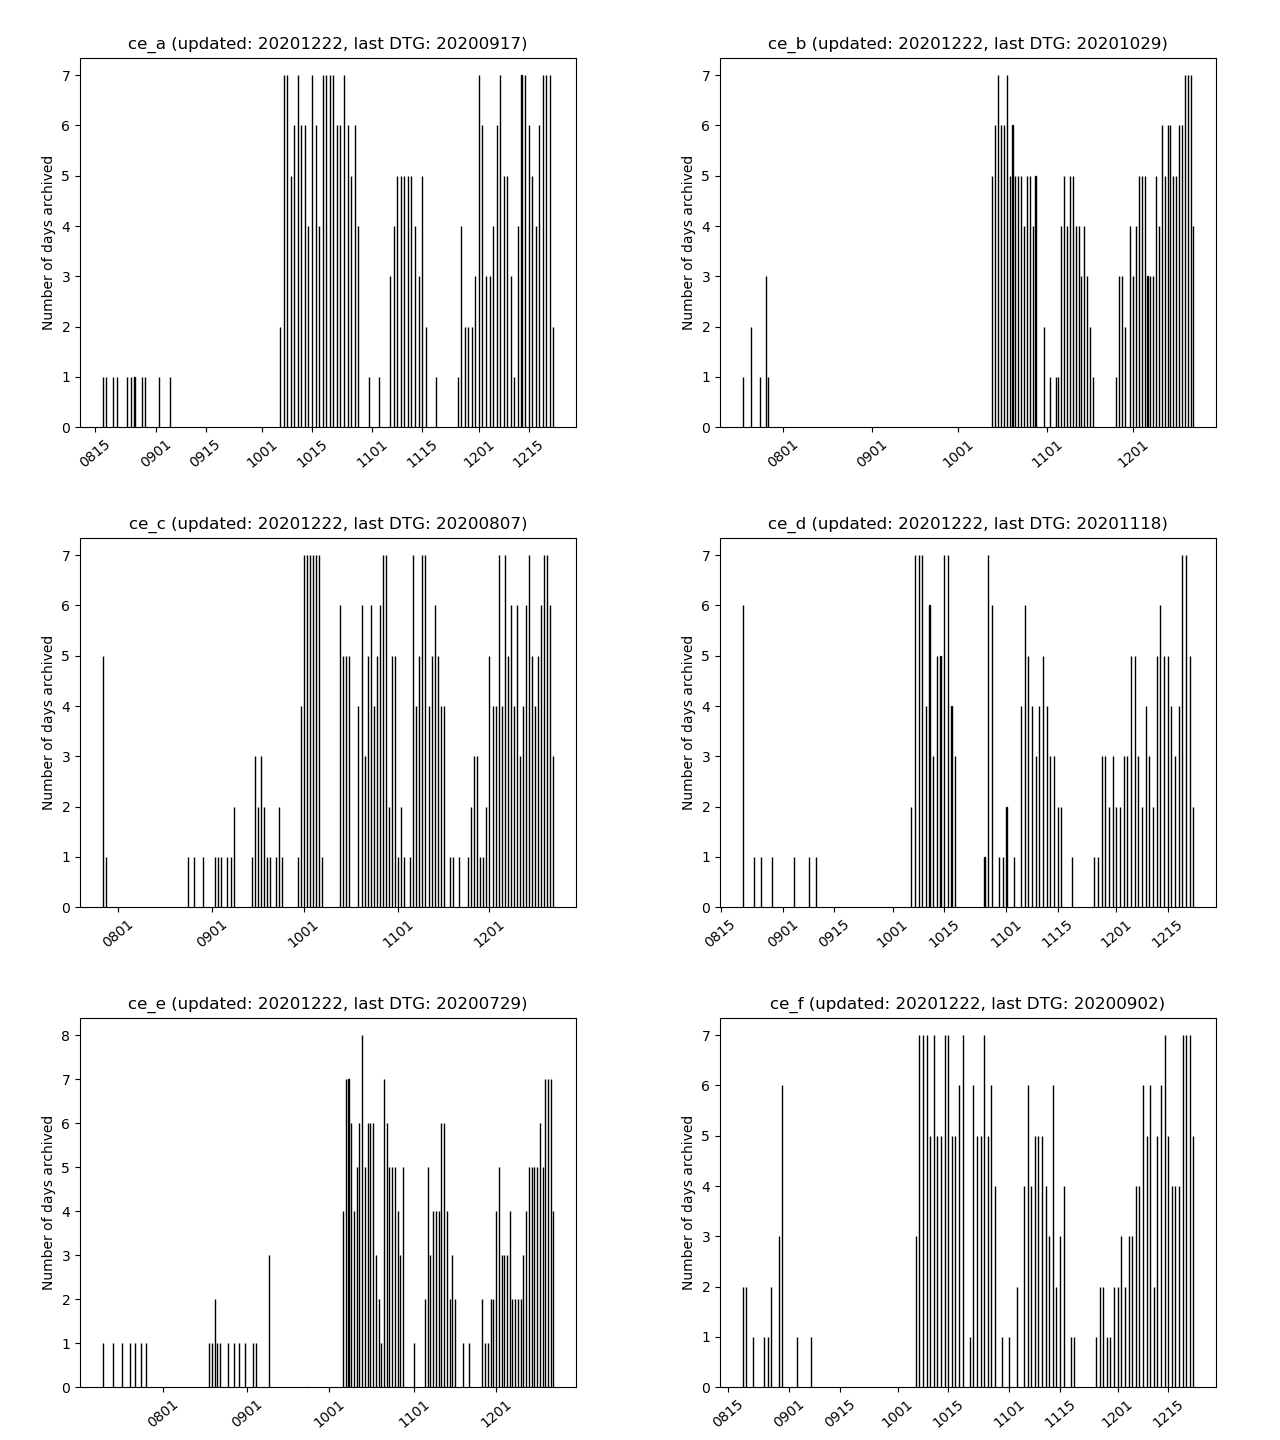 ce_a (updated: 20201222, last DTG: 20200917)
Number of days archived
7
6
5
4
3
2
1
0
0815 0901 0915 1001 1015 1101 1115 1201 1215
ce_b (updated: 20201222, last DTG: 20201029)
Number of days archived
7
6
5
4
3
2
1
0
0801 0901 1001 1101 1201
ce_c (updated: 20201222, last DTG: 20200807)
Number of days archived
7
6
5
4
3
2
1
0
0801 0901 1001 1101 1201
ce_d (updated: 20201222, last DTG: 20201118)
Number of days archived
7
6
5
4
3
2
1
0
0815 0901 0915 1001 1015 1101 1115 1201 1215
ce_e (updated: 20201222, last DTG: 20200729)
Number of days archived
8
7
6
5
4
3
2
1
0
0801 0901 1001 1101 1201
ce_f (updated: 20201222, last DTG: 20200902)
Number of days archived
7
6
5
4
3
2
1
0
0815 0901 0915 1001 1015 1101 1115 1201 1215